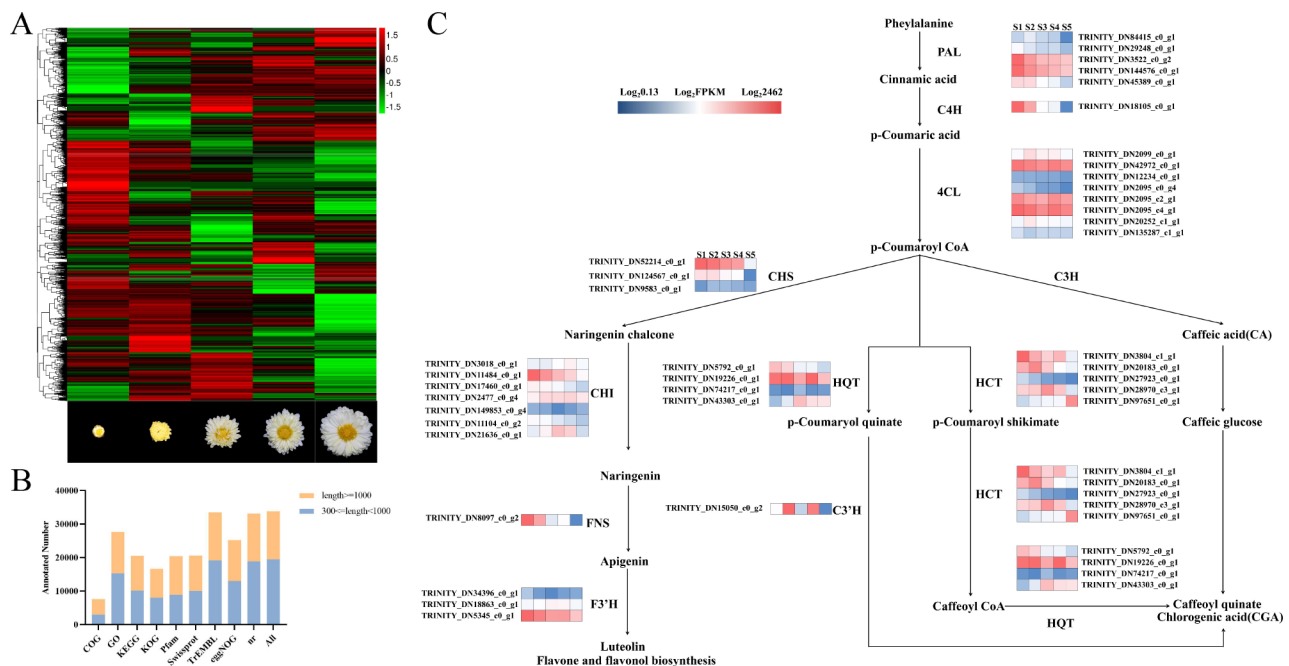 A
1.5
1
0.5
0
-0.5
-1
-1.5
B
40000
30000
20000
10000
0
Annotated Number
length>=1000
300<=length<1000
COG
GO
KEGG
KOG
Pfam
Swissprot
TrEMBL
eggNOG
nr
All
C
Log₂0.13 Log₂FPKM Log₂2462
Pheylalanine
PAL
S1 S2 S3 S4 S5
TRINITY_DN84415_c0_g1
TRINITY_DN29248_c0_g1
TRINITY_DN3522_c0_g2
TRINITY_DN144576_c0_g1
TRINITY_DN45389_c0_g1
Cinnamic acid
C4H
TRINITY_DN18105_c0_g1
p-Coumaric acid
4CL
TRINITY_DN2099_c0_g1
TRINITY_DN42972_c0_g1
TRINITY_DN12234_c0_g1
TRINITY_DN2095_c0_g4
TRINITY_DN2095_c2_g1
TRINITY_DN2095_c4_g1
TRINITY_DN20252_c1_g1
TRINITY_DN135287_c1_g1
p-Coumaroyl CoA
S1 S2 S3 S4 S5
TRINITY_DN52214_c0_g1
TRINITY_DN124567_c0_g1
TRINITY_DN9583_c0_g1
CHS
C3H
Naringenin chalcone
Caffeic acid(CA)
TRINITY_DN3018_c0_g1
TRINITY_DN11484_c0_g1
TRINITY_DN17460_c0_g1
TRINITY_DN2477_c0_g4
TRINITY_DN149853_c0_g4
TRINITY_DN11104_c0_g2
TRINITY_DN21636_c0_g1
CHI
TRINITY_DN5792_c0_g1
TRINITY_DN19226_c0_g1
TRINITY_DN74217_c0_g1
TRINITY_DN43303_c0_g1
HQT
HCT
TRINITY_DN3804_c1_g1
TRINITY_DN20183_c0_g1
TRINITY_DN27923_c0_g1
TRINITY_DN28970_c3_g1
TRINITY_DN97651_c0_g1
p-Coumaryol quinate
p-Coumaroyl shikimate
Caffeic glucose
Naringenin
HCT
TRINITY_DN3804_c1_g1
TRINITY_DN20183_c0_g1
TRINITY_DN27923_c0_g1
TRINITY_DN28970_c3_g1
TRINITY_DN97651_c0_g1
TRINITY_DN8097_c0_g2
FNS
TRINITY_DN15050_c0_g2
C3’H
Apigenin
TRINITY_DN5792_c0_g1
TRINITY_DN19226_c0_g1
TRINITY_DN74217_c0_g1
TRINITY_DN43303_c0_g1
TRINITY_DN34396_c0_g1
TRINITY_DN18863_c0_g1
TRINITY_DN5345_c0_g1
F3’H
Caffeoyl CoA
HQT
Caffeoyl quinate
Chlorogenic acid(CGA)
Luteolin
Flavone and flavonol biosynthesis